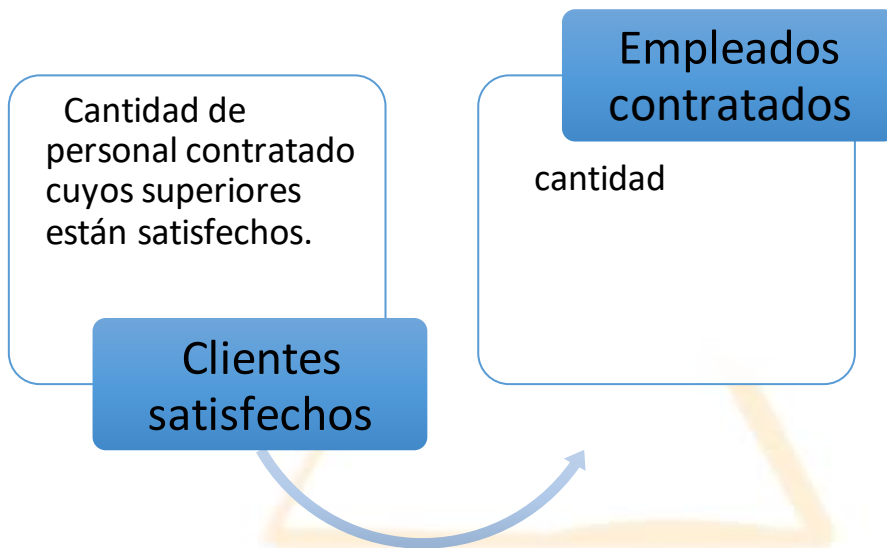 Cantidad de
personal contratado
cuyos superiores
están satisfechos.
Clientes
satisfechos
Empleados
contratados
cantidad